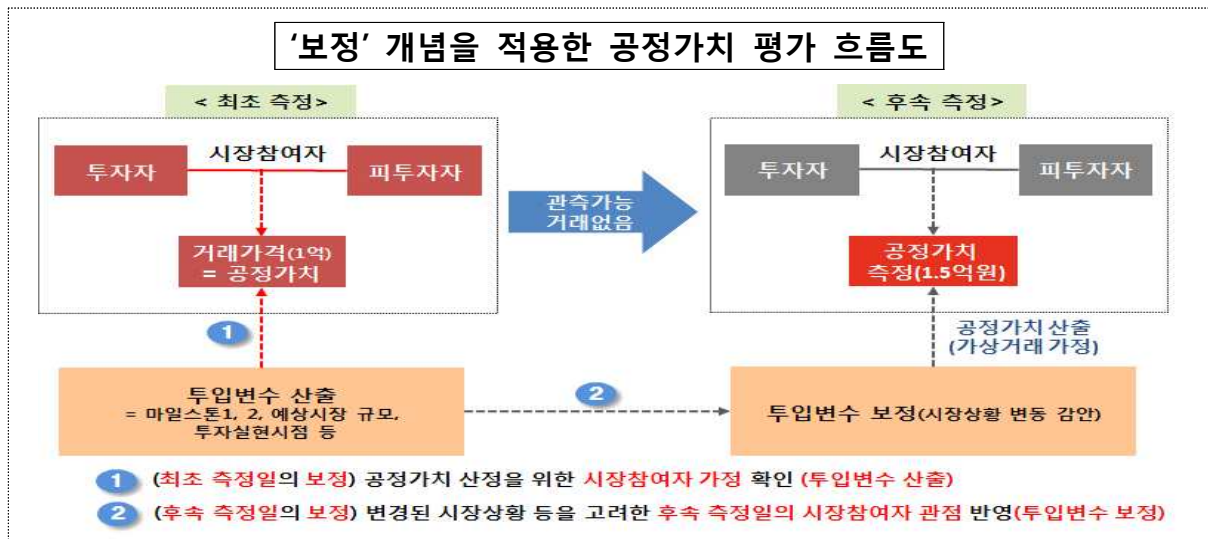 ‘보정’ 개념을 적용한 공정가치 평가 흐름도
< 최초 측정>
투자자
시장참여자
피투자자
거래가격(1억)
= 공정가치
1
투입변수 산출
= 마일스톤1, 2, 예상시장 규모,
투자실현시점 등
관측가능
거래없음
2
< 후속 측정>
투자자
시장참여자
피투자자
공정가치
측정(1.5억원)
공정가치 산출
(가상거래 가정)
투입변수 보정(시장상황 변동 감안)
1 (최초 측정일의 보정) 공정가치 산정을 위한 시장참여자 가정 확인 (투입변수 산출)
2 (후속 측정일의 보정) 변경된 시장상황 등을 고려한 후속 측정일의 시장참여자 관점 반영(투입변수 보정)